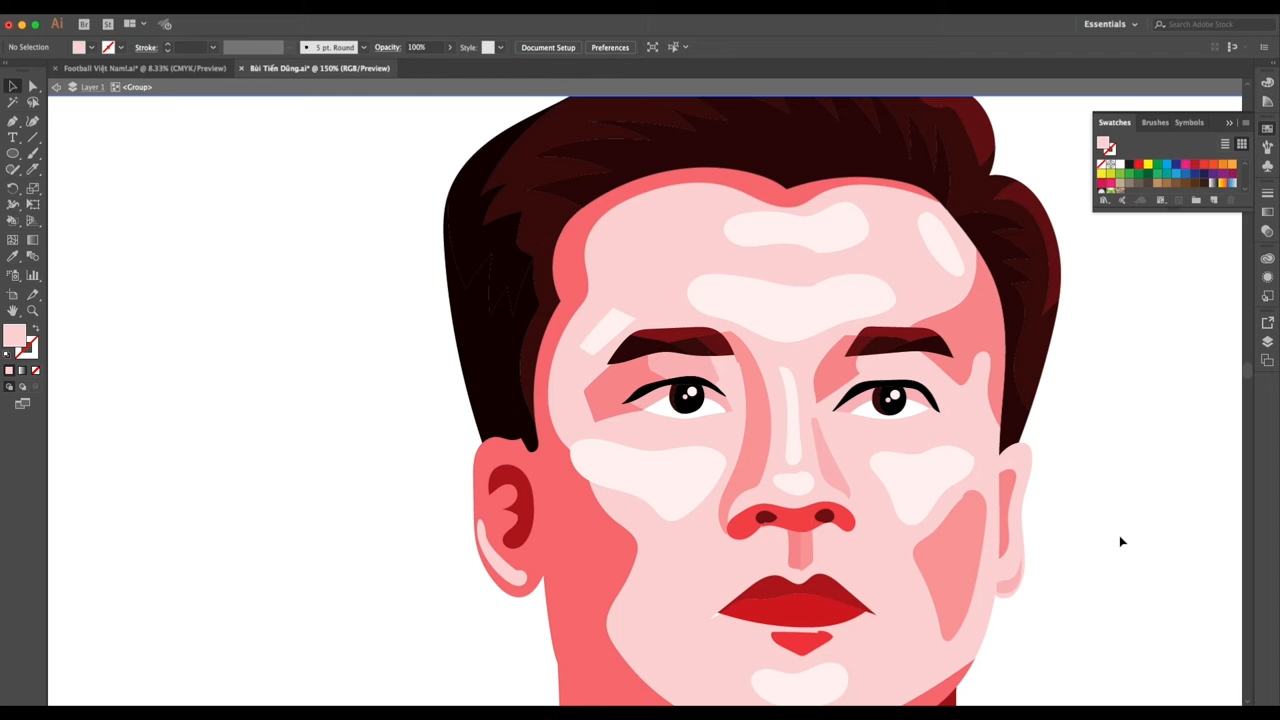 Ai Br St Essentials Search Adobe Stock
No Selection Stroke: 5 pt. Round Opacity: 100% Style: Document Setup Preferences
Football Việt Nam!.ai* @ 8.33% (CMYK/Preview) Bùi Tiến Dũng.ai* @ 150% (RGB/Preview)
Layer 1 <Group>
Swatches Brushes Symbols